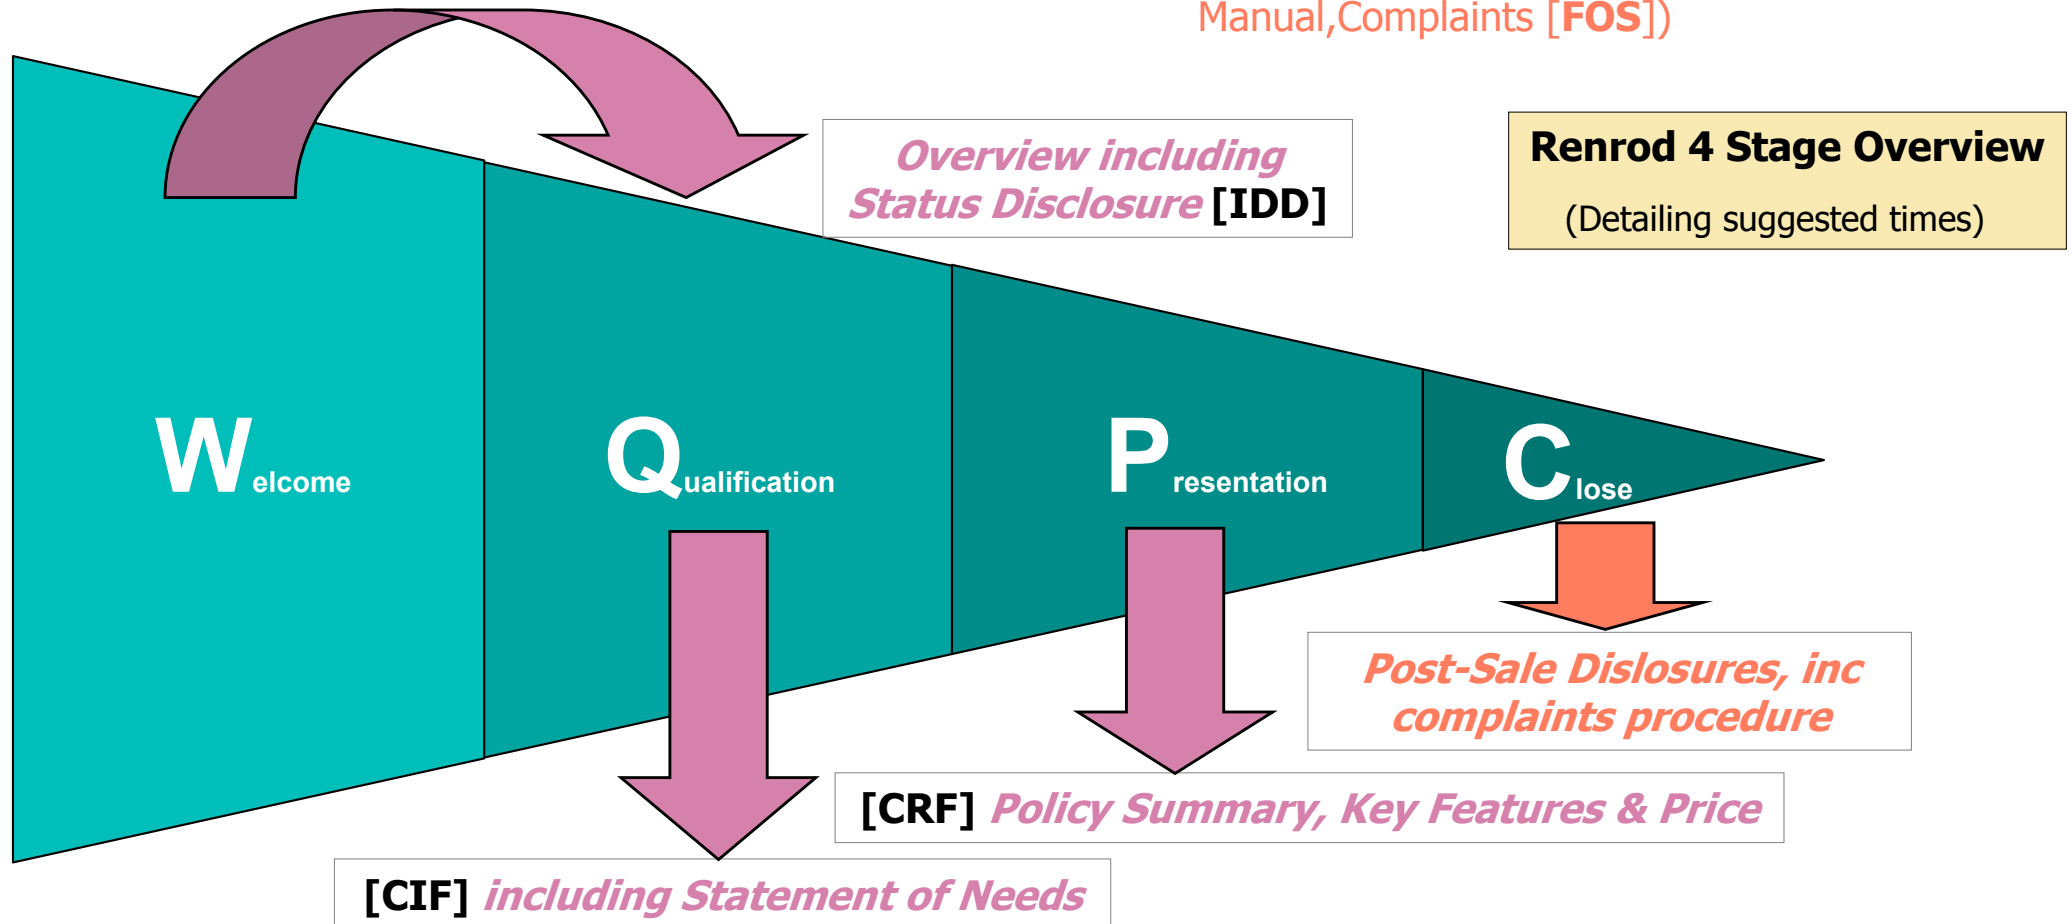 Manual,Complaints [FOS])
Renrod 4 Stage Overview
(Detailing suggested times)
Overview including
Status Disclosure [IDD]
Welcome
Qualification
Presentation
Close
Post-Sale Dislosures, inc
complaints procedure
[CRF] Policy Summary, Key Features & Price
[CIF] including Statement of Needs